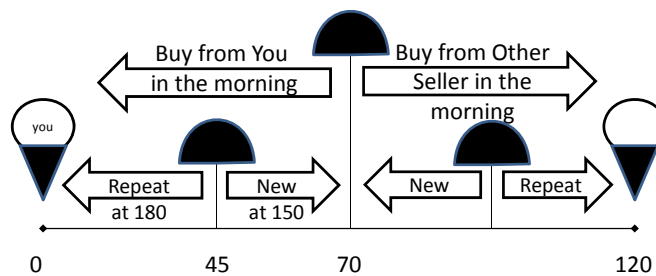 Buy from You
in the morning
Buy from Other
Seller in the
morning
you
Repeat
at 180
New
at 150
New
Repeat
0
45
70
120